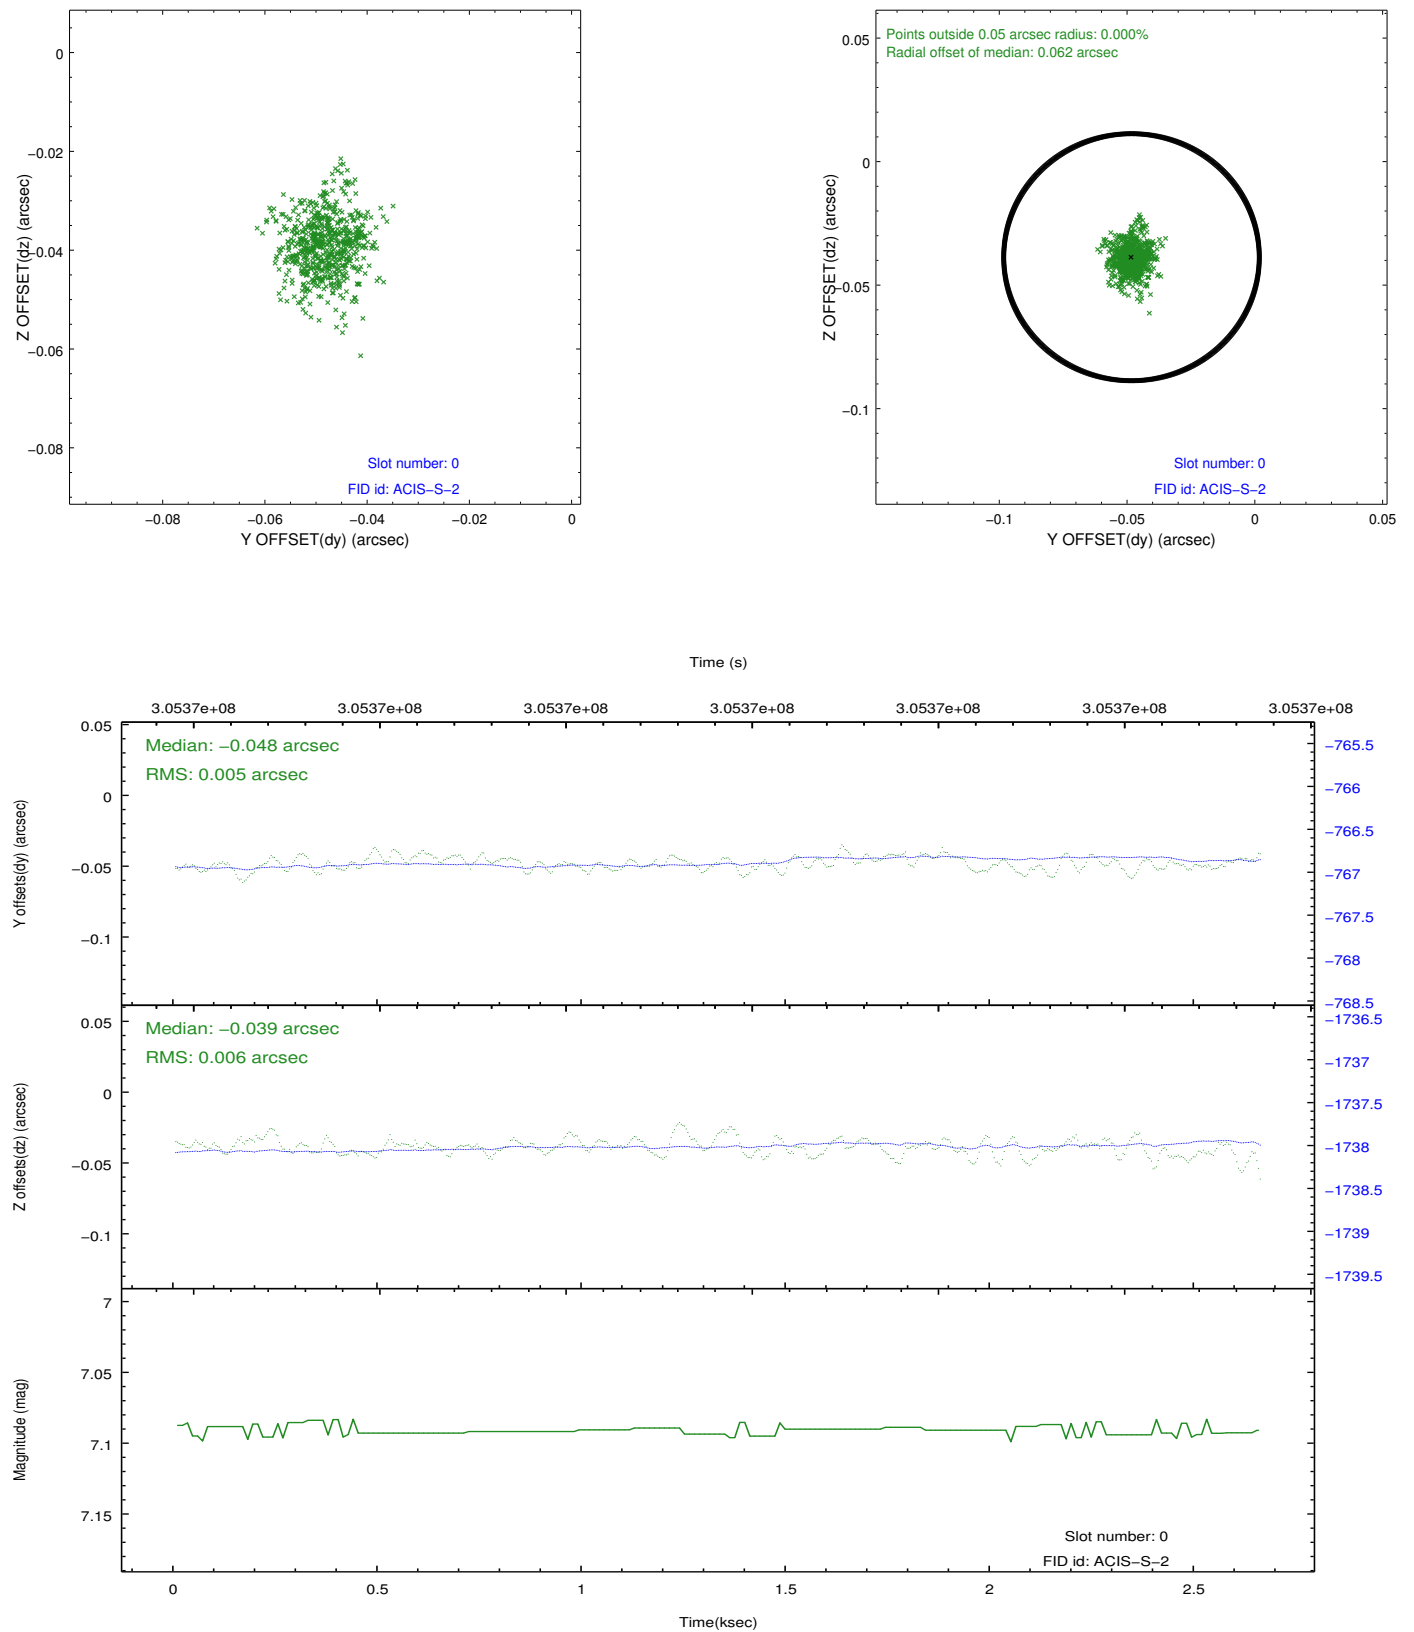 0
−0.02
−0.04
−0.06
−0.08
Z OFFSET(dz) (arcsec)
Slot number: 0
FID id: ACIS−S−2
−0.08
−0.06
−0.04
−0.02
0
Y OFFSET(dy) (arcsec)
Points outside 0.05 arcsec radius: 0.000%
Radial offset of median: 0.062 arcsec
0.05
0
−0.05
−0.1
Z OFFSET(dz) (arcsec)
Slot number: 0
FID id: ACIS−S−2
−0.1
−0.05
0
0.05
Y OFFSET(dy) (arcsec)
Time (s)
3.0537e+08
3.0537e+08
3.0537e+08
3.0537e+08
3.0537e+08
3.0537e+08
3.0537e+08
Median: −0.048 arcsec
RMS: 0.005 arcsec
0.05
0
−0.05
−0.1
Y offsets(dy) (arcsec)
−765.5
−766
−766.5
−767
−767.5
−768
−768.5
Median: −0.039 arcsec
RMS: 0.006 arcsec
0.05
0
−0.05
−0.1
Z offsets(dz) (arcsec)
−1736.5
−1737
−1737.5
−1738
−1738.5
−1739
−1739.5
7
7.05
7.1
7.15
Magnitude (mag)
Slot number: 0
FID id: ACIS−S−2
0
0.5
1
1.5
2
2.5
Time(ksec)